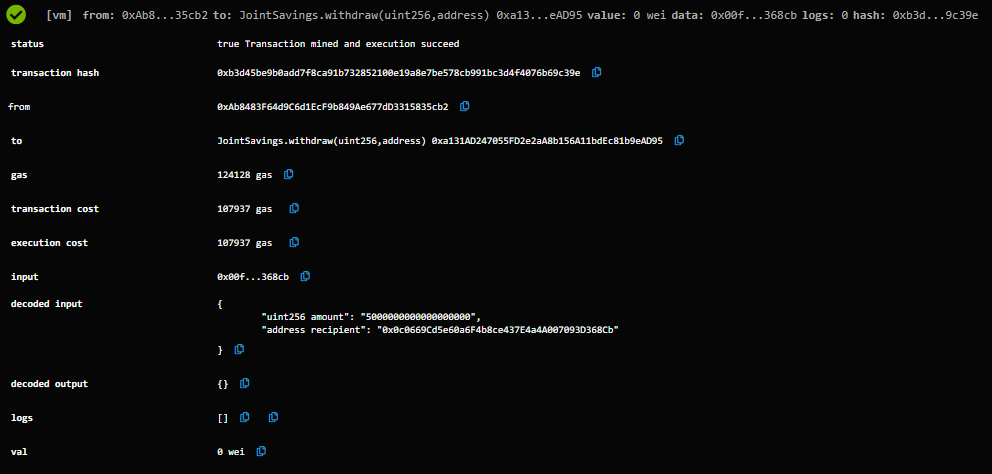 [vm] from: 0xAb8...35cb2 to: JointSavings.withdraw(uint256,address) 0xa13...eAD95 value: 0 wei data: 0x00f...368cb logs: 0 hash: 0xb3d...9c39e
status true Transaction mined and execution succeed
transaction hash 0xb3d45be9b0add7f8ca91b732852100e19a8e7be578cb991bc3d4f4076b69c39e
from 0xAb8483F64d9C6d1EcF9b849Ae677dD3315835cb2
to JointSavings.withdraw(uint256,address) 0xa131AD247055FD2e2aA8b156A11bdEc81b9eAD95
gas 124128 gas
transaction cost 107937 gas
execution cost 107937 gas
input 0x00f...368cb
decoded input {
"uint256 amount": "5000000000000000000",
"address recipient": "0x0c0669Cd5e60a6F4b8ce437E4a4A007093D368Cb"
}
decoded output {}
logs []
val 0 wei